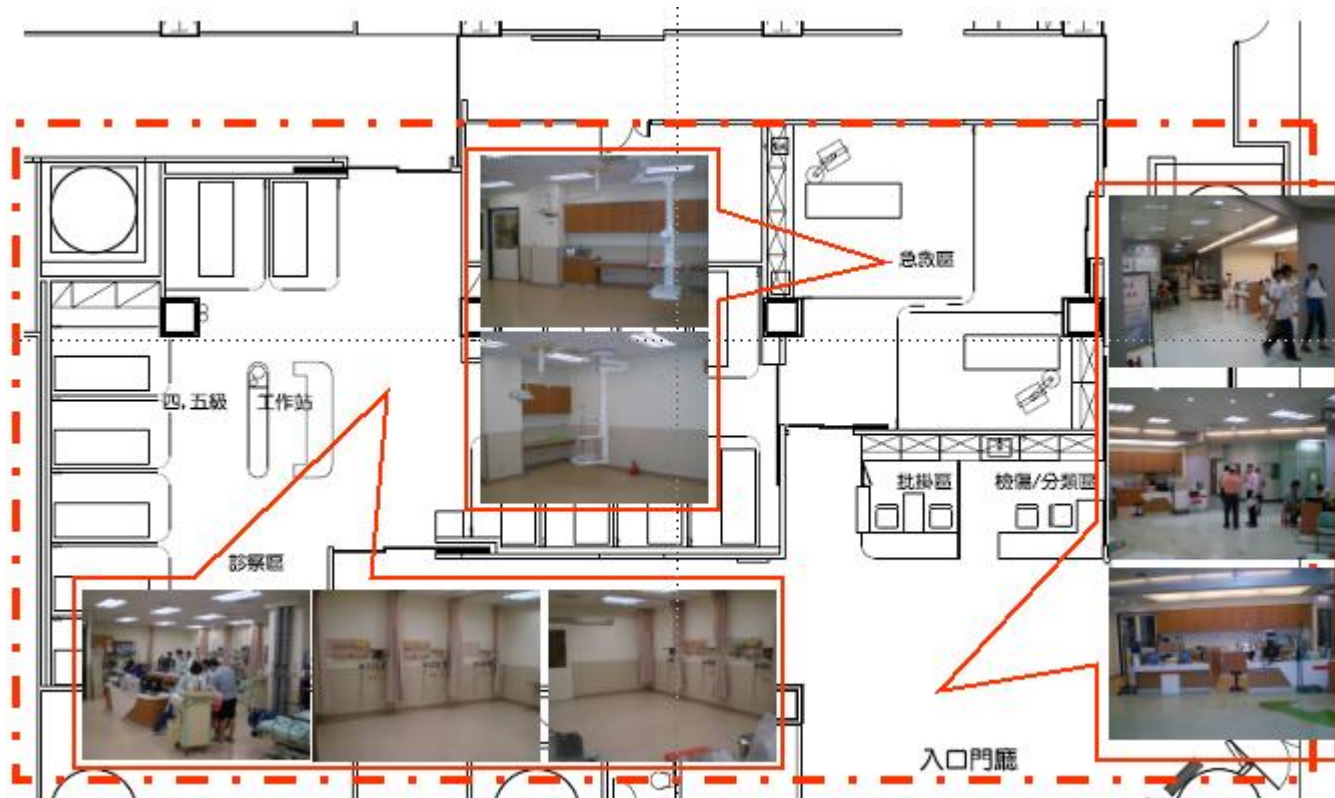 急救區
四, 五級
工作站
批掛區
檢傷/分類區
診察區
入口門廳